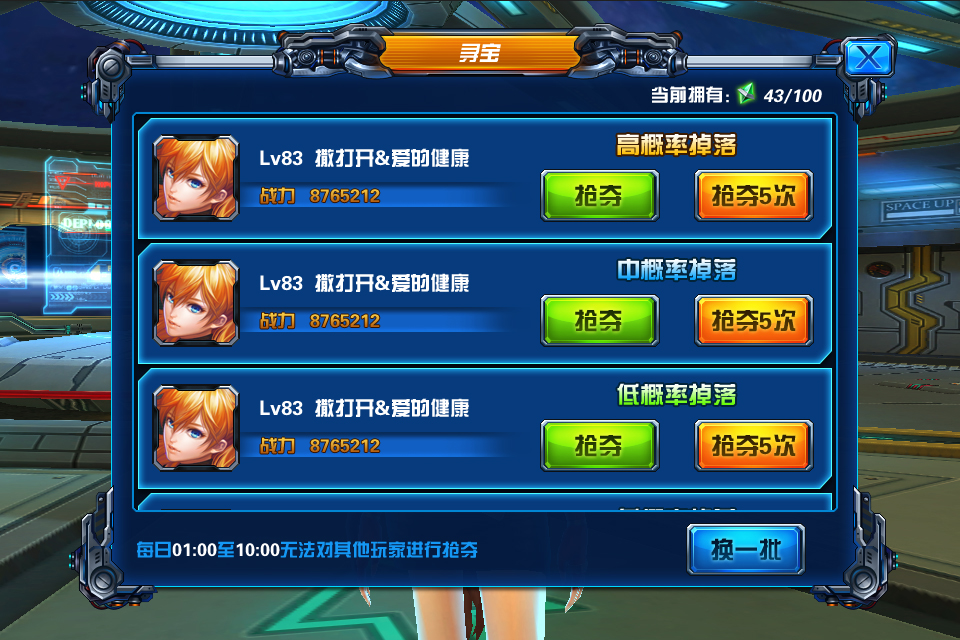 寻宝
当前拥有: 43/100
Lv83 撒打开&爱的健康
高概率掉落
战力 8765212
抢夺
抢夺5次
Lv83 撒打开&爱的健康
中概率掉落
战力 8765212
抢夺
抢夺5次
Lv83 撒打开&爱的健康
低概率掉落
战力 8765212
抢夺
抢夺5次
每日01:00至10:00无法对其他玩家进行抢夺
换一批
SPACE UP